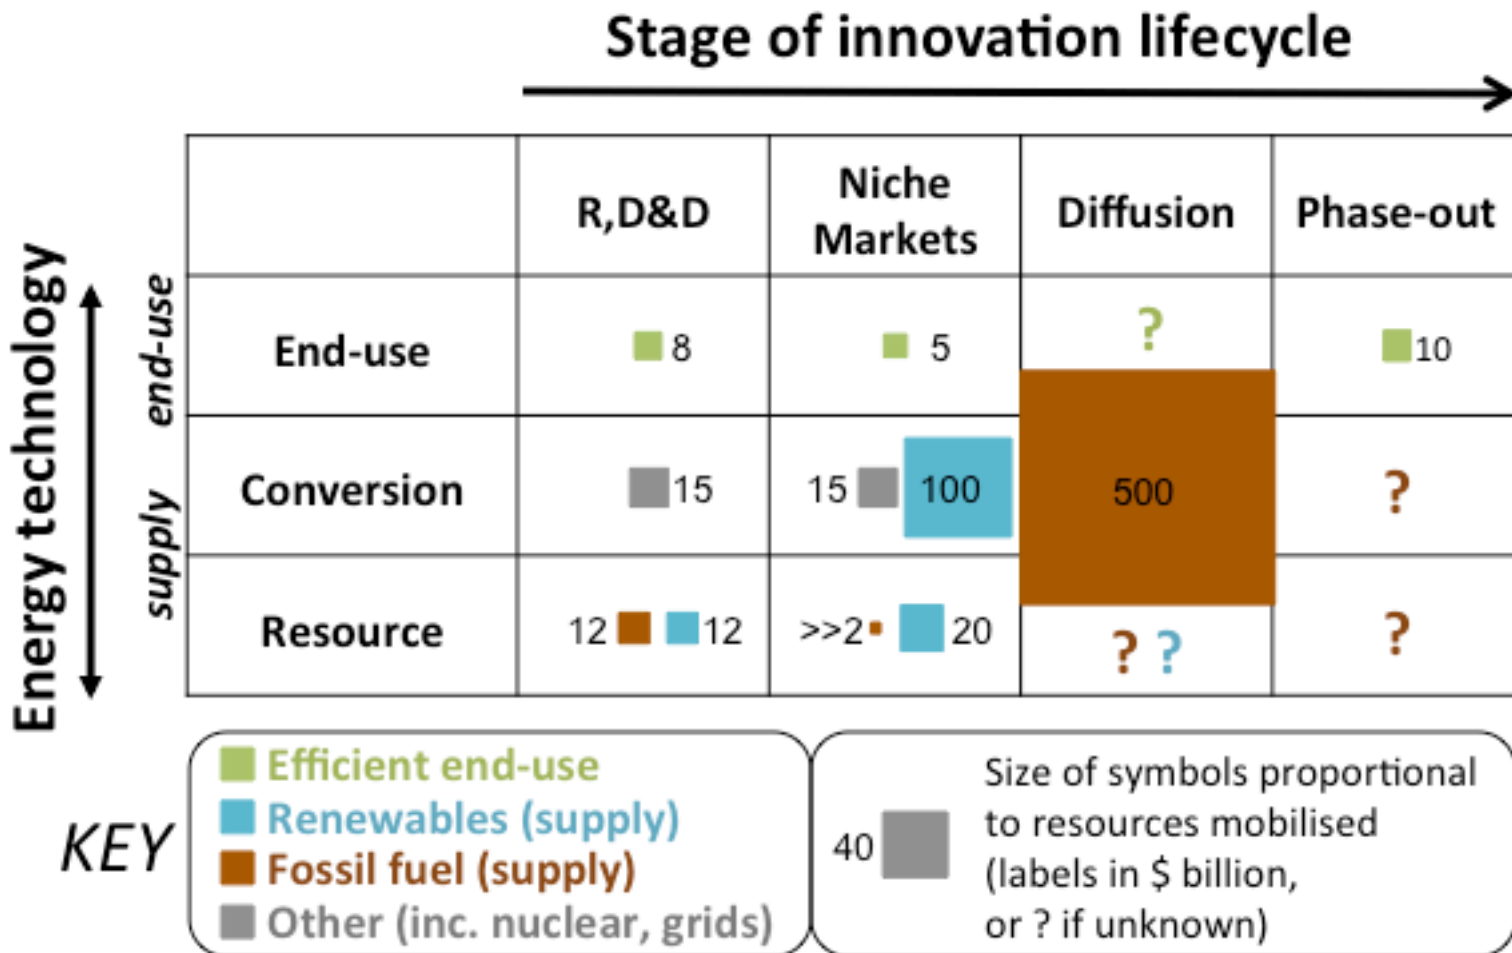 Stage of innovation lifecycle
R,D&D
Niche
Markets
Diffusion
Phase-out
Energy technology
end-use
supply
End-use
8
5
?
10
Conversion
15
15
100
500
?
Resource
12
12
>>2
20
? ?
?
KEY
Efficient end-use
Renewables (supply)
Fossil fuel (supply)
Other (inc. nuclear, grids)
40
Size of symbols proportional
to resources mobilised
(labels in $ billion,
or ? if unknown)